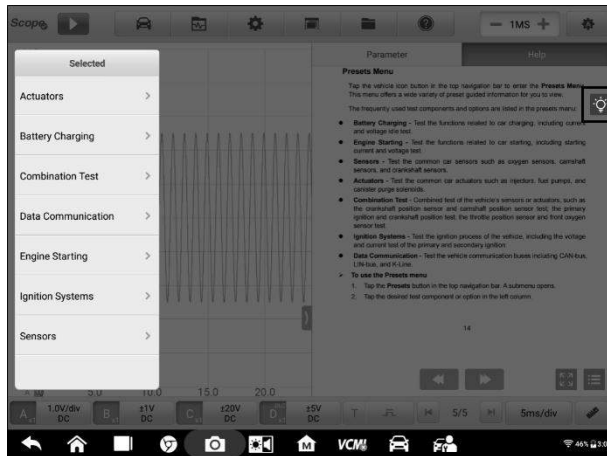 Scope
1MS
Selected
Actuators
Battery Charging
Combination Test
Data Communication
Engine Starting
Ignition Systems
Sensors
Parameter
Help
Presets Menu
Tap the vehicle icon in the top navigation bar to enter the Presets Menu.
This menu offers a wide variety of preset guided information for you to view.
The frequently used test components and options are listed in the presets menu:
Battery Charging - Test the functions related to car charging, including current
and voltage idle test.
Engine Starting - Test the functions related to car starting, including starting
current and voltage test.
Sensors - Test the common car sensors such as oxygen sensors, camshaft
sensors, and crankshaft sensors.
Actuators - Test the common car actuators such as injectors, fuel pumps, and
canister purge solenoids.
Combination Test - Combined test of the vehicle's sensors or actuators, such as
the crankshaft position sensor and camshaft position sensor test, the primary
ignition and crankshaft position test, the throttle position sensor and front oxygen
sensor test.
Ignition Systems - Test the ignition process of the vehicle, including the voltage
and current test of the primary and secondary ignition.
Data Communication - Test the vehicle communication buses including CAN-bus,
LIN-bus, and K-Line.
To use the Presets menu
1. Tap the Presets button in the top navigation bar. A submenu opens.
2. Tap the desired test component or option in the left column.
14
5.0 10.0 15.0 20.0
A x1 1.0V/div DC B x1 ±1V DC C x1 ±20V DC D ±5V DC T 5/5 5ms/div
VCMI 46% 3:0